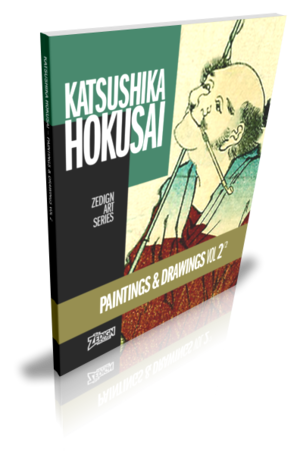 KATSUSHIKA
HOKUSAI
ZEDIGN
ART
SERIES
PAINTINGS & DRAWINGS VOL 2
ZEDIGN
KATSUSHIKA HOKUSAI PAINTINGS & DRAWINGS VOL 2